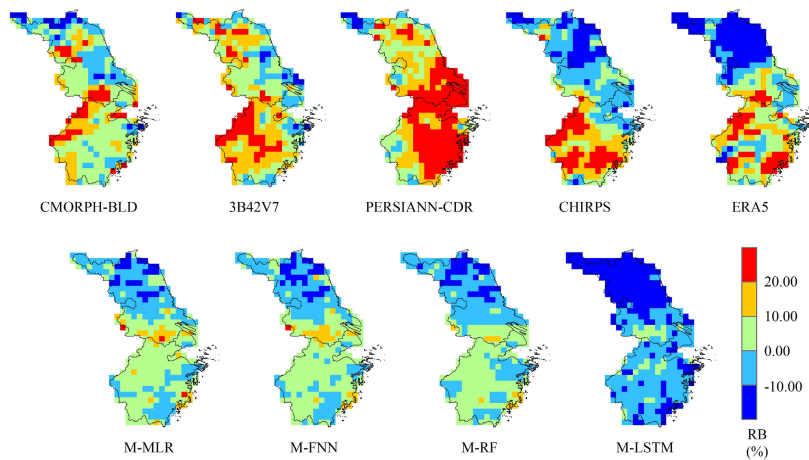 CMORPH-BLD
3B42V7
PERSIANN-CDR
CHIRPS
ERA5
20.00
10.00
0.00
-10.00
M-MLR
M-FNN
M-RF
M-LSTM
RB
(%)